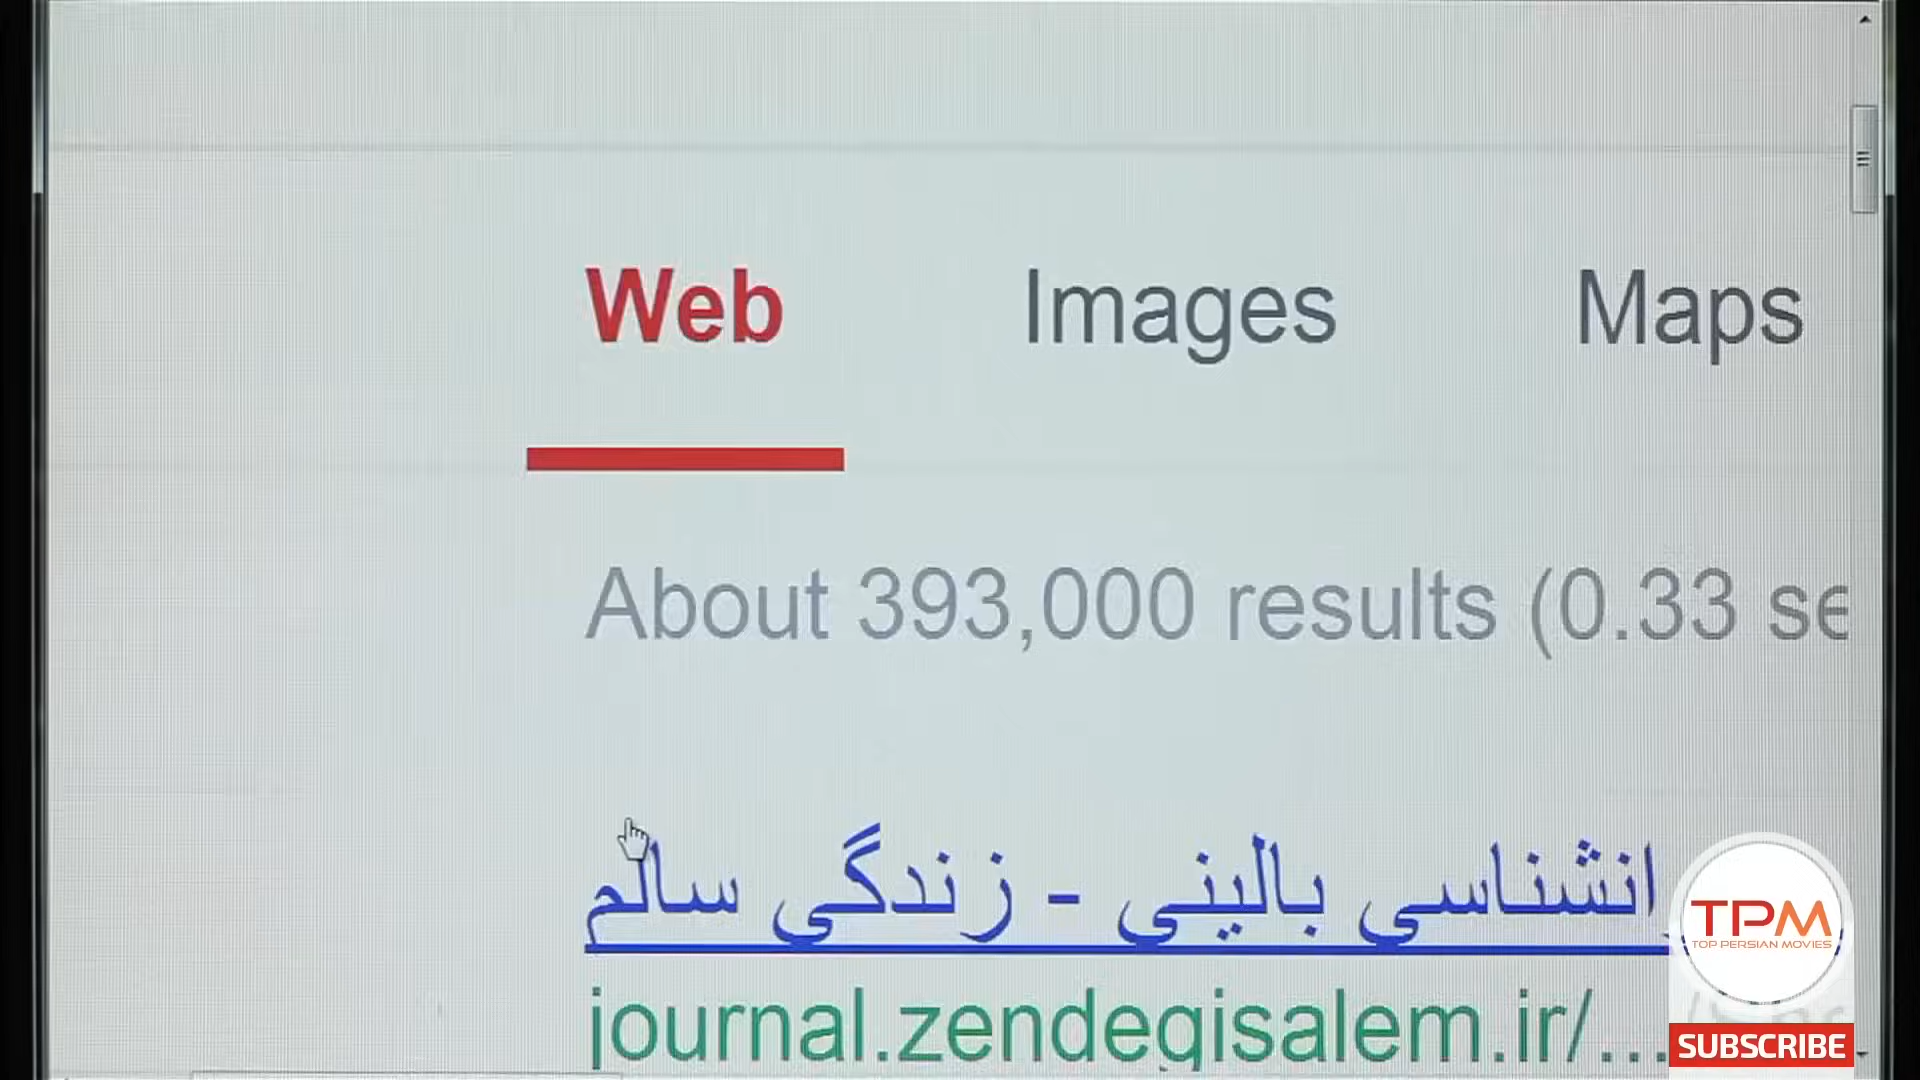 Web Images Maps
About 393,000 results (0.33 se
انشناسی بالینی - زندگی سالم
journal.zendegisalem.ir/...
TPM
TOP PERSIAN MOVIES
SUBSCRIBE